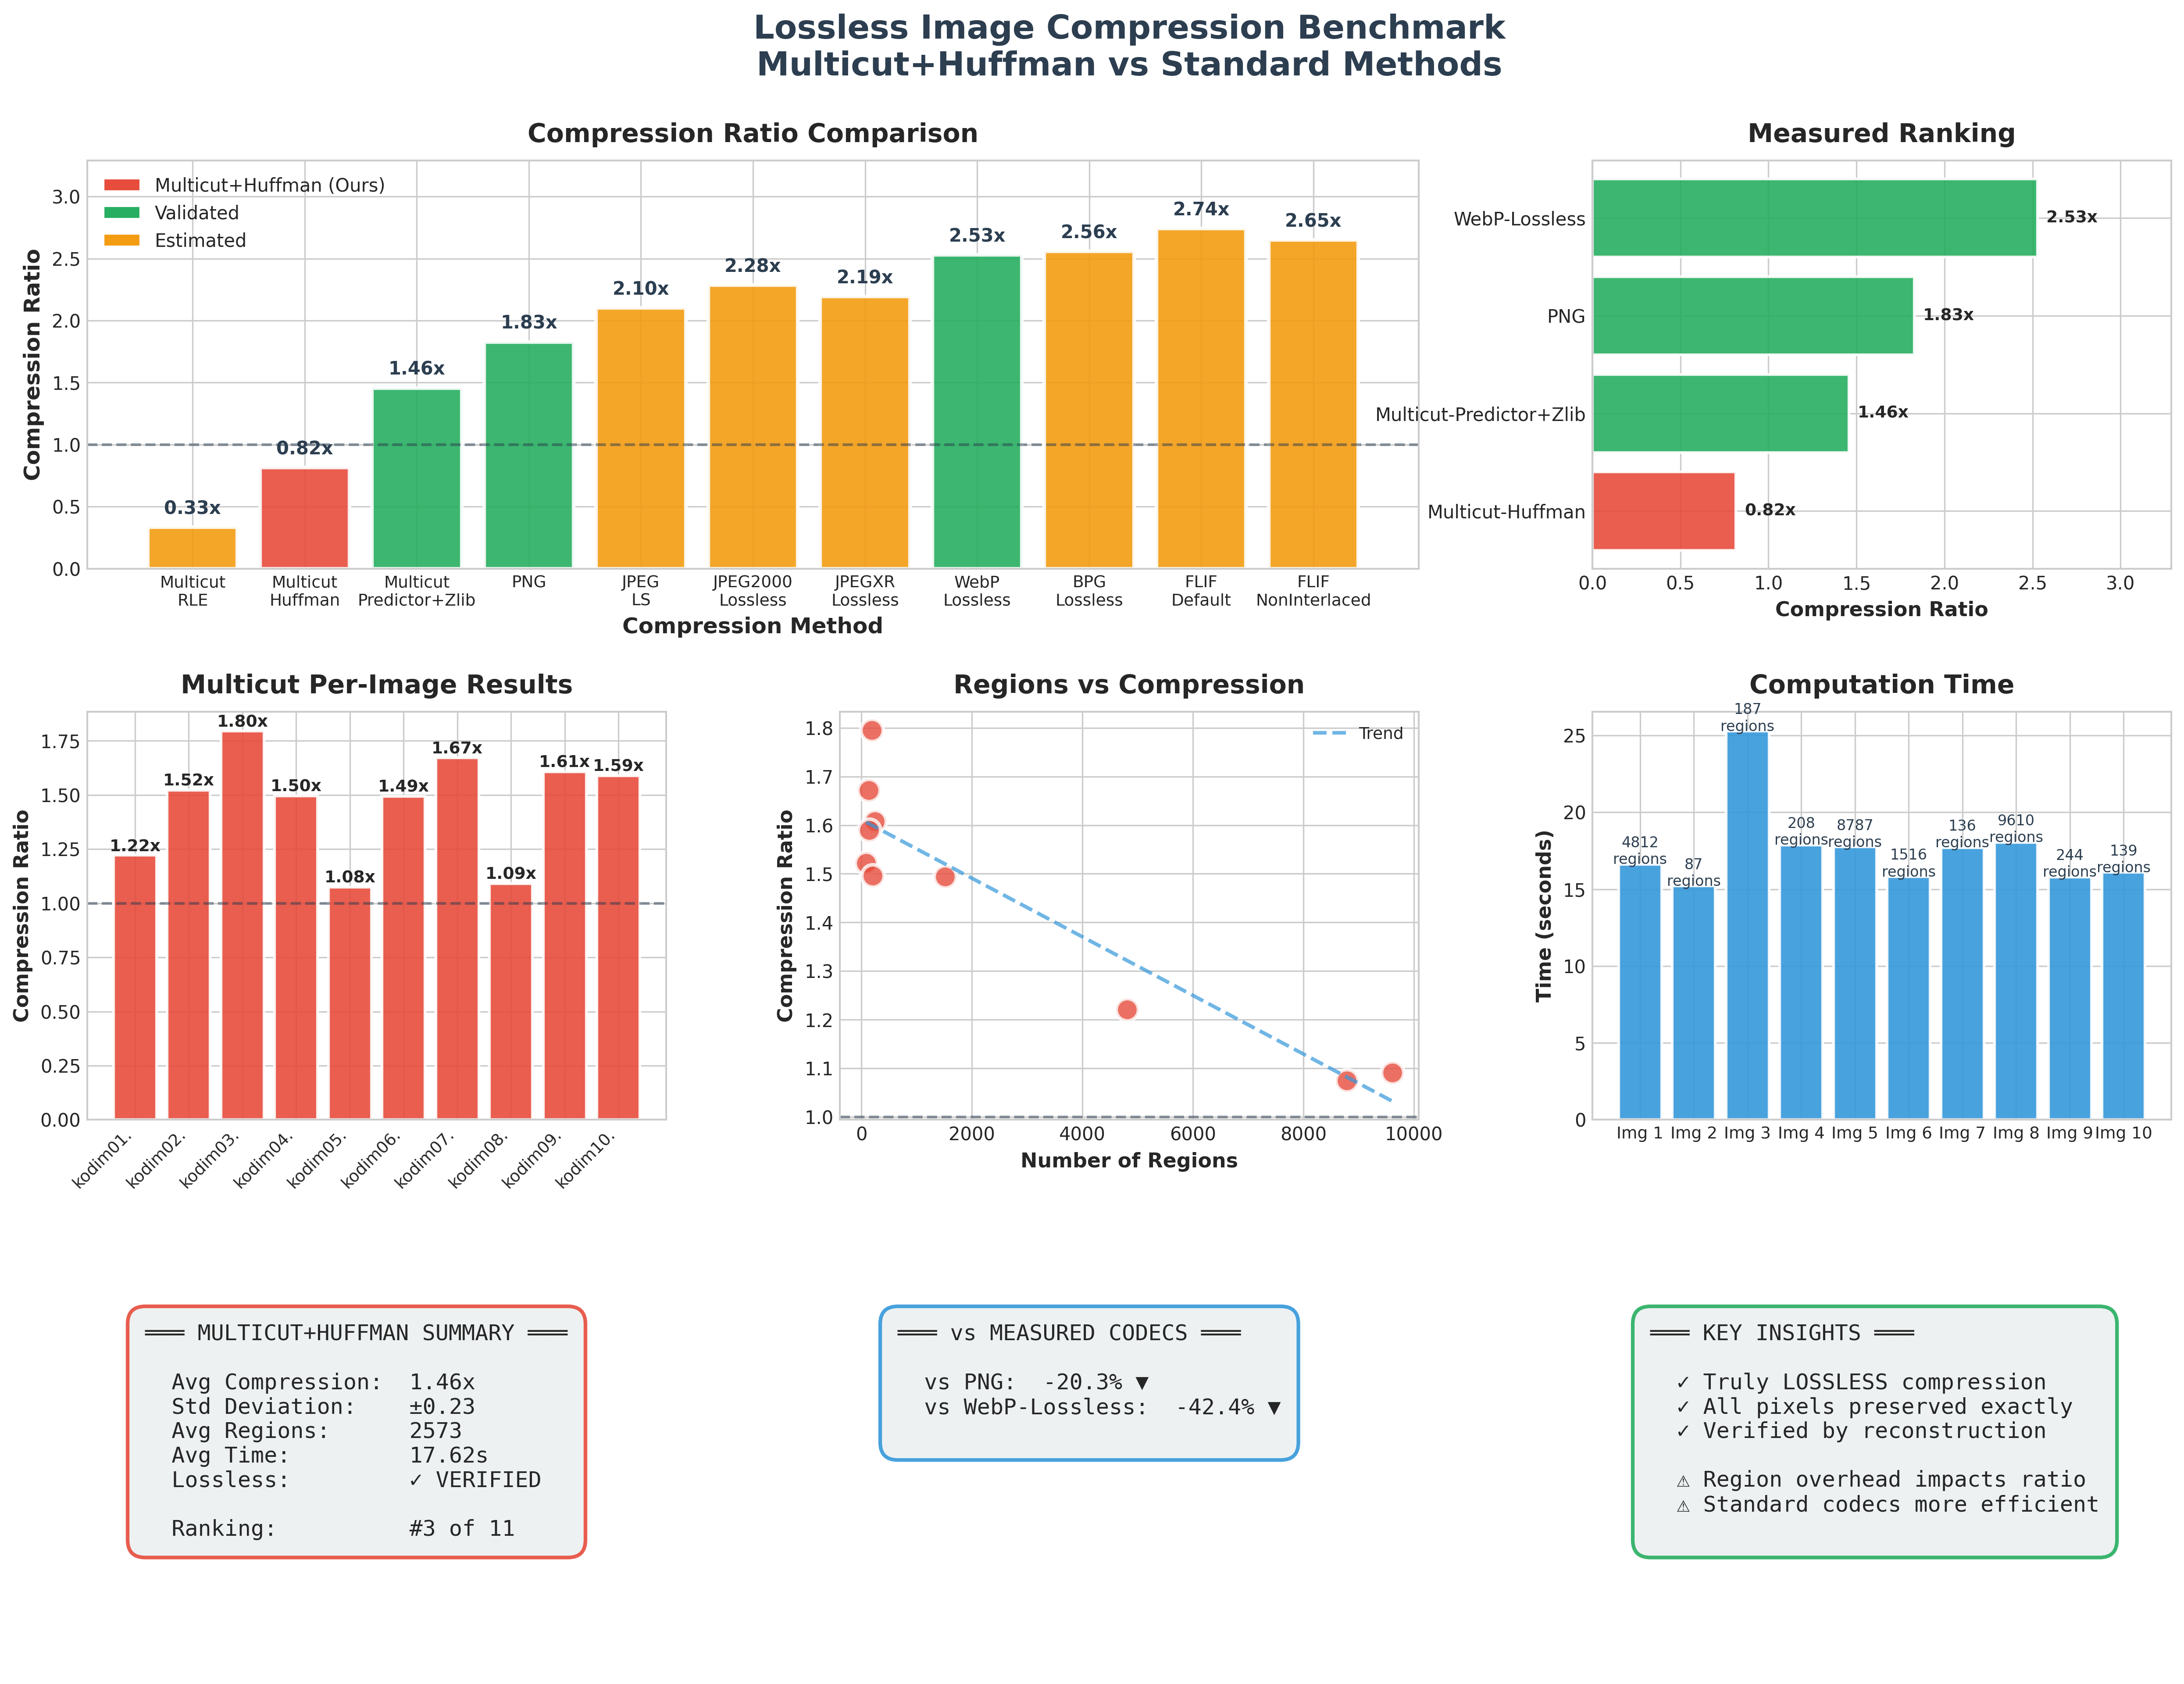 Lossless Image Compression Benchmark
Multicut+Huffman vs Standard Methods
Compression Ratio Comparison
Compression Ratio
3.0
2.5
2.0
1.5
1.0
0.5
0.0
Multicut+Huffman (Ours)
Validated
Estimated
0.33x
0.82x
1.46x
1.83x
2.10x
2.28x
2.19x
2.53x
2.56x
2.74x
2.65x
Multicut
RLE
Multicut
Huffman
Multicut
Predictor+Zlib
PNG
JPEG
LS
JPEG2000
Lossless
JPEGXR
Lossless
WebP
Lossless
BPG
Lossless
FLIF
Default
FLIF
NonInterlaced
Compression Method
Measured Ranking
WebP-Lossless
2.53x
PNG
1.83x
Multicut-Predictor+Zlib
1.46x
Multicut-Huffman
0.82x
0.0 0.5 1.0 1.5 2.0 2.5 3.0
Compression Ratio
Multicut Per-Image Results
Compression Ratio
1.75
1.50
1.25
1.00
0.75
0.50
0.25
0.00
1.22x
1.52x
1.80x
1.50x
1.08x
1.49x
1.67x
1.09x
1.61x
1.59x
kodim01.
kodim02.
kodim03.
kodim04.
kodim05.
kodim06.
kodim07.
kodim08.
kodim09.
kodim10.
Regions vs Compression
Compression Ratio
1.8
1.7
1.6
1.5
1.4
1.3
1.2
1.1
1.0
Trend
0 2000 4000 6000 8000 10000
Number of Regions
Computation Time
Time (seconds)
25
20
15
10
5
0
4812
regions
87
regions
187
regions
208
regions
8787
regions
1516
regions
136
regions
9610
regions
244
regions
139
regions
Img 1 Img 2 Img 3 Img 4 Img 5 Img 6 Img 7 Img 8 Img 9 Img 10
═══ MULTICUT+HUFFMAN SUMMARY ═══
Avg Compression: 1.46x
Std Deviation: ±0.23
Avg Regions: 2573
Avg Time: 17.62s
Lossless: ✓ VERIFIED
Ranking: #3 of 11
═══ vs MEASURED CODECS ═══
vs PNG: -20.3% ▼
vs WebP-Lossless: -42.4% ▼
═══ KEY INSIGHTS ═══
✓ Truly LOSSLESS compression
✓ All pixels preserved exactly
✓ Verified by reconstruction
⚠ Region overhead impacts ratio
⚠ Standard codecs more efficient